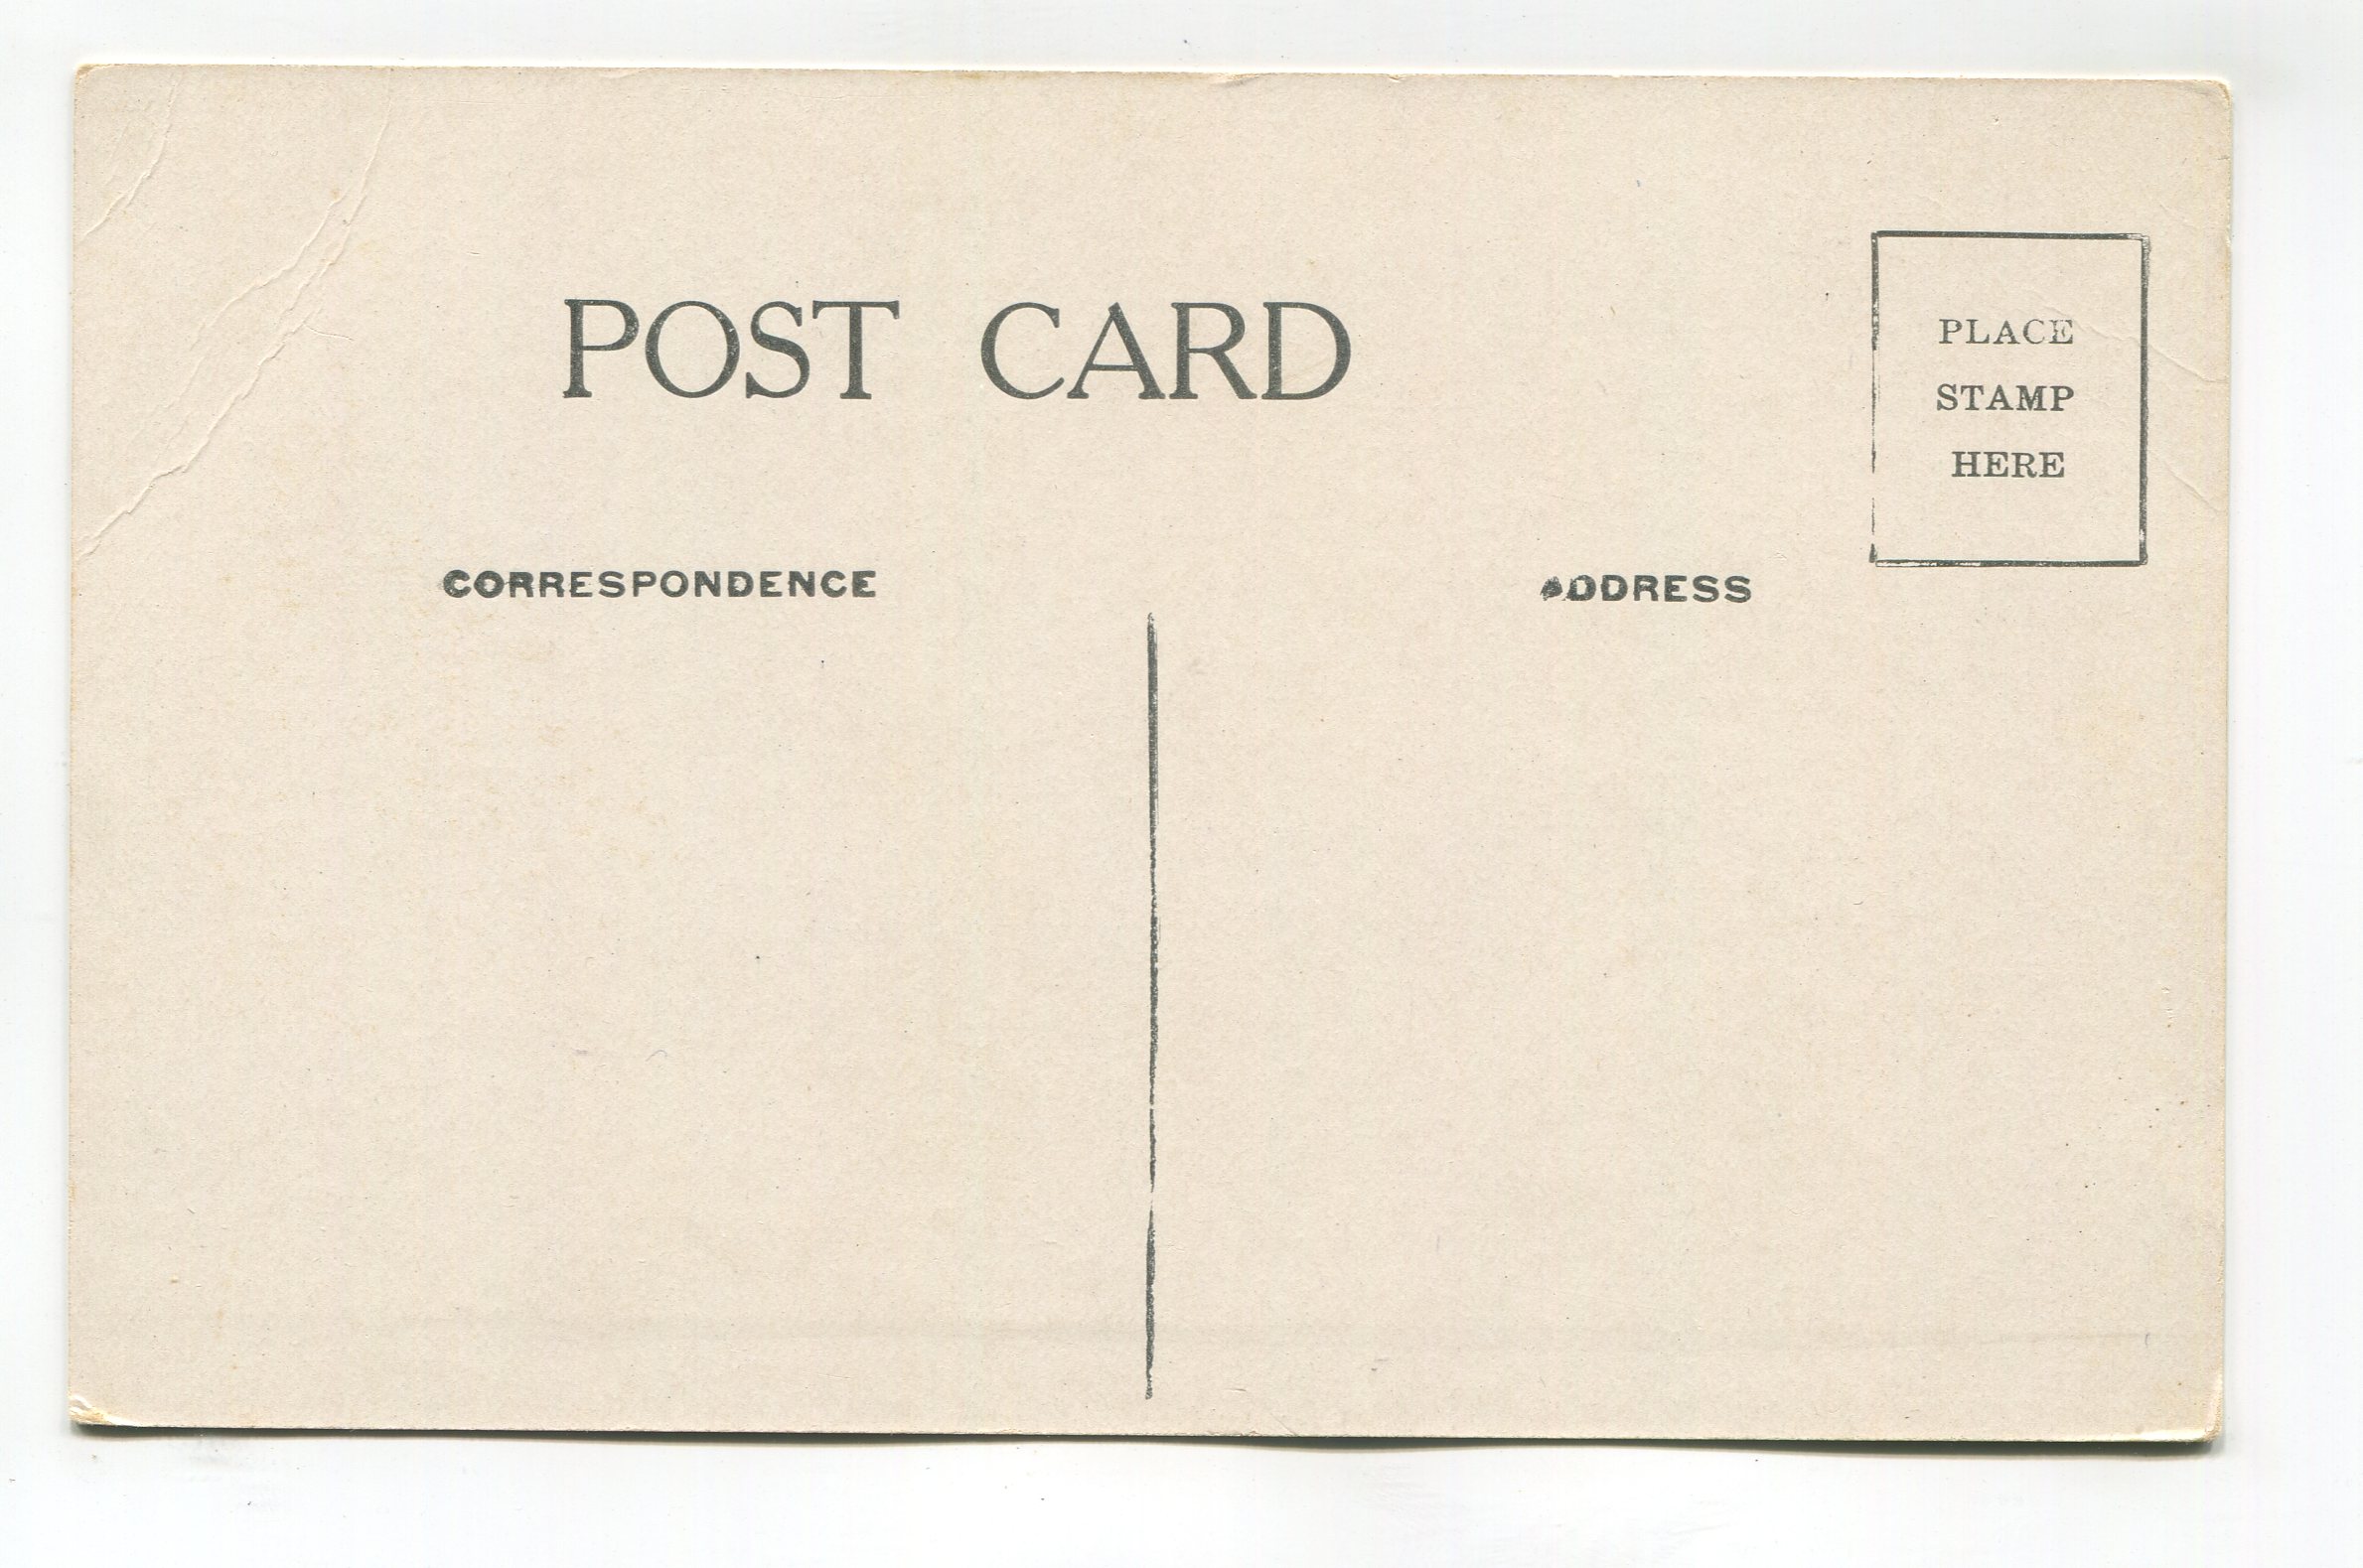 POST CARD
PLACE
STAMP
HERE
CORRESPONDENCE
ADDRESS